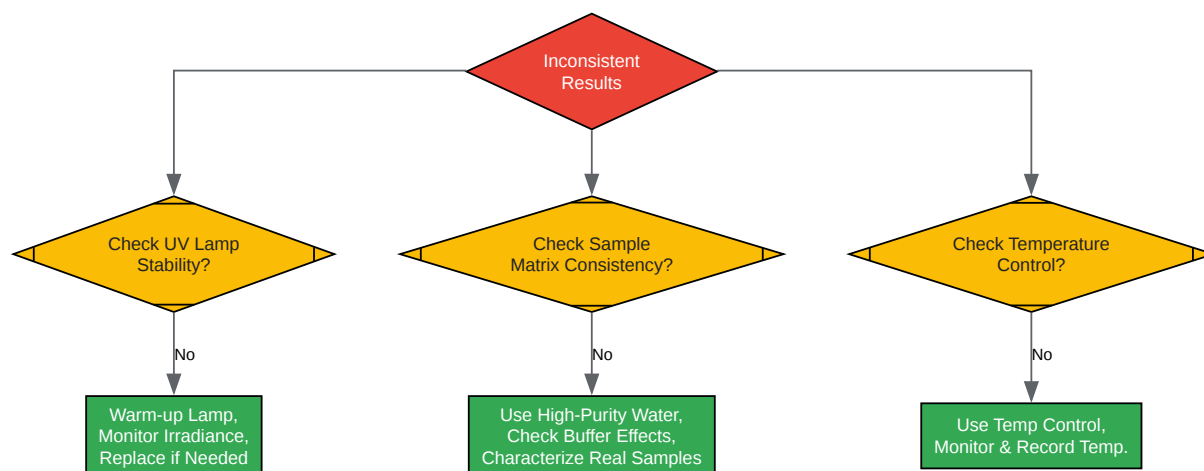 Inconsistent
Results
Check UV Lamp
Stability?
Check Sample
Matrix Consistency?
Check Temperature
Control?
No
No
No
Warm-up Lamp,
Monitor Irradiance,
Replace if Needed
Use High-Purity Water,
Check Buffer Effects,
Characterize Real Samples
Use Temp Control,
Monitor & Record Temp.